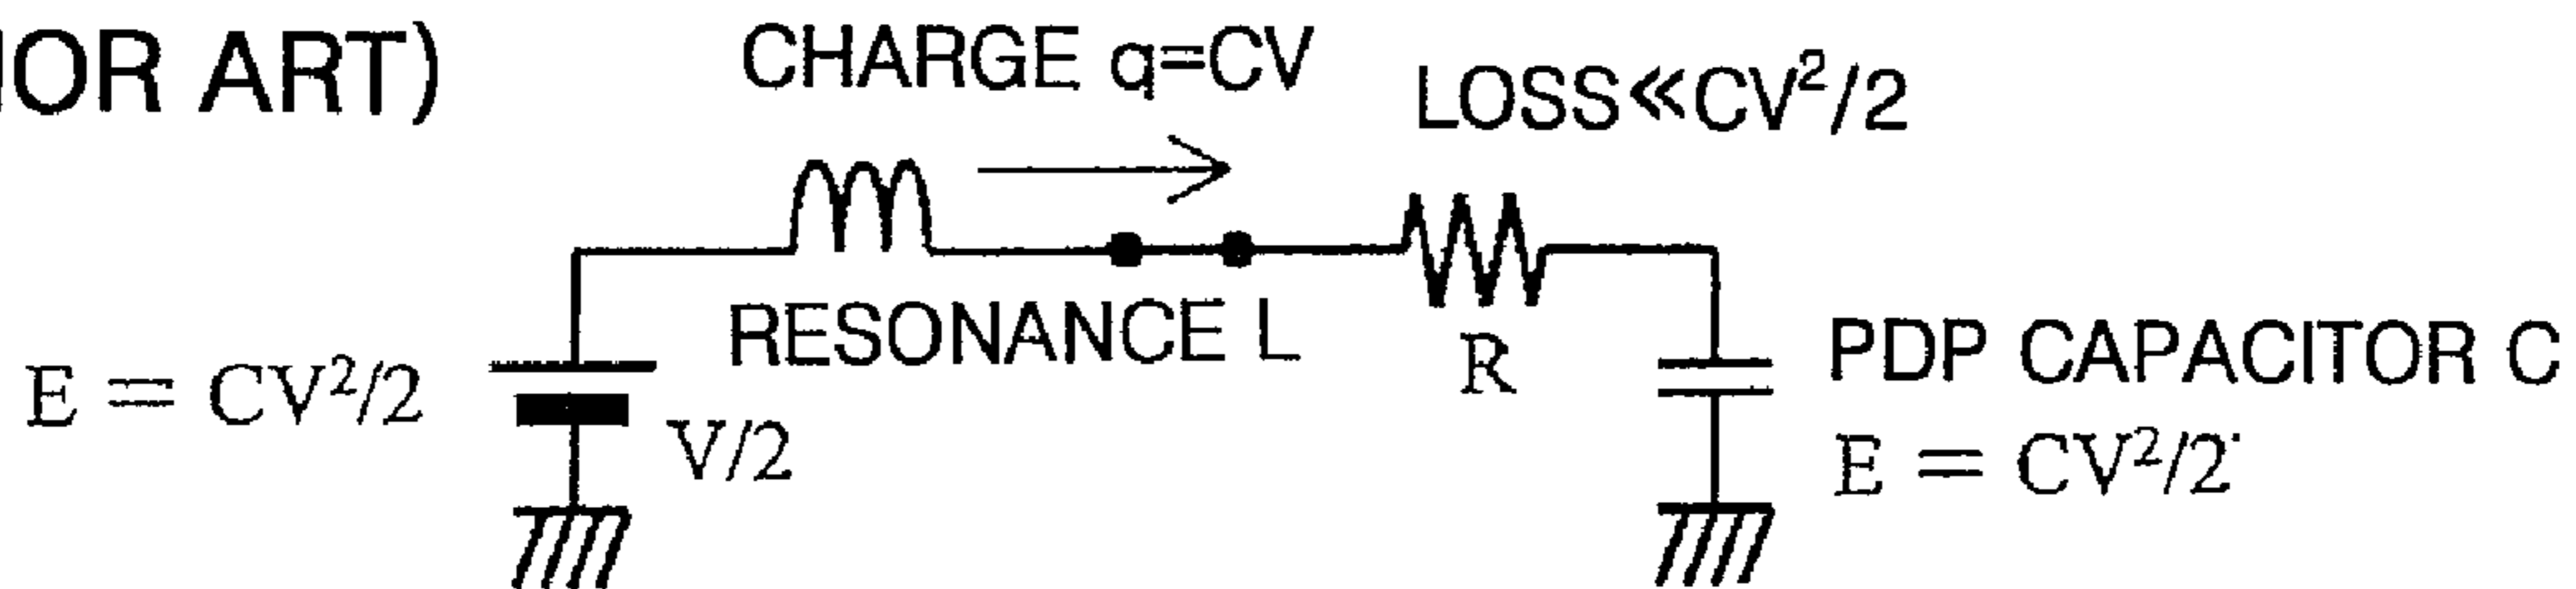 IOR ART)
CHARGE q=CV
LOSS≪CV²/2
RESONANCE L
R
PDP CAPACITOR C
E = CV²/2
V/2
E = CV²/2